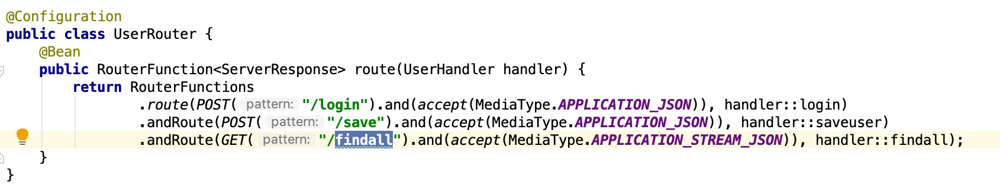 @Configuration
public class UserRouter {
@Bean
public RouterFunction<ServerResponse> route(UserHandler handler) {
return RouterFunctions
.route(POST( pattern: "/login").and(accept(MediaType.APPLICATION_JSON)), handler::login)
.andRoute(POST( pattern: "/save").and(accept(MediaType.APPLICATION_JSON)), handler::saveuser)
.andRoute(GET( pattern: "/findall").and(accept(MediaType.APPLICATION_STREAM_JSON)), handler::findall);
}
}